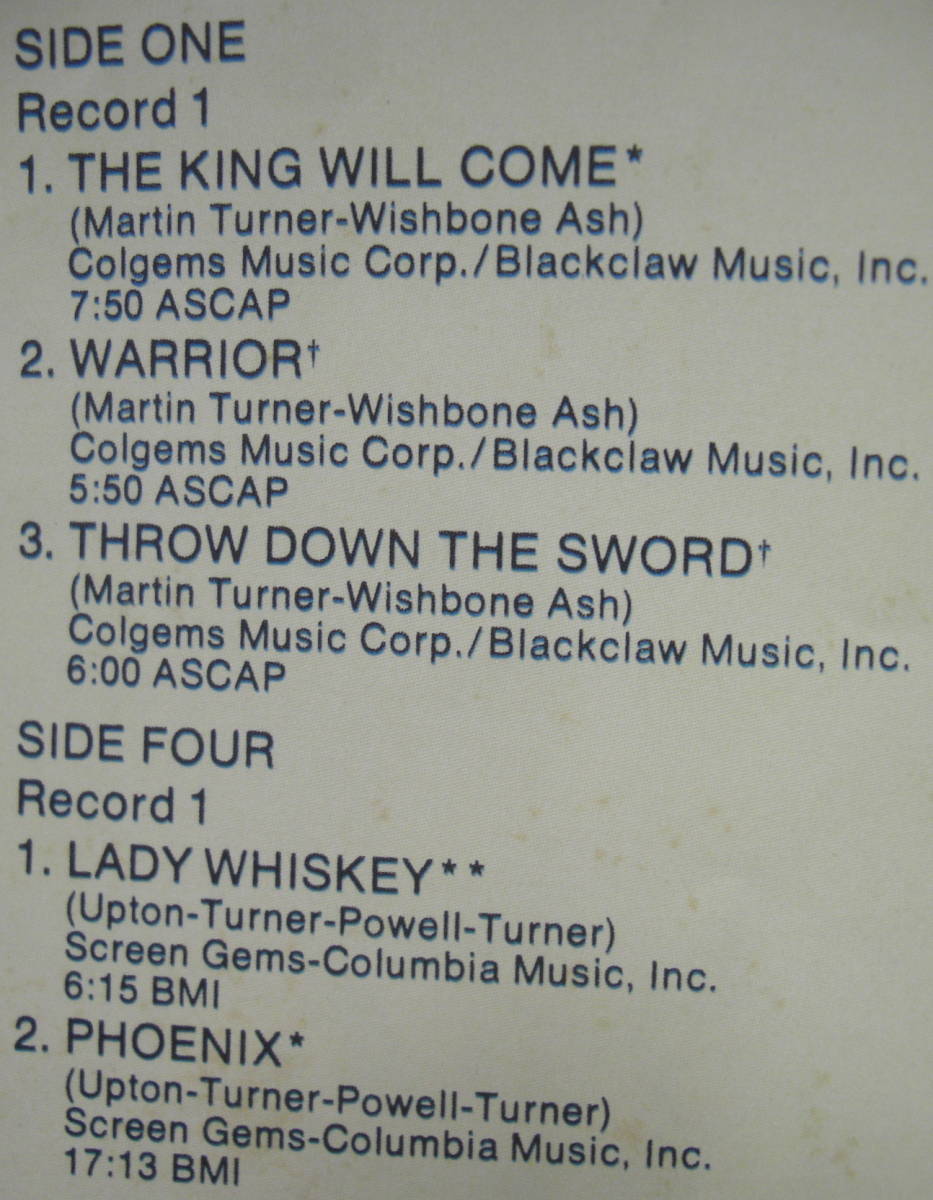 SIDE ONE
Record 1
1. THE KING WILL COME*
(Martin Turner-Wishbone Ash)
Colgems Music Corp./Blackclaw Music, Inc.
7:50 ASCAP
2. WARRIOR†
(Martin Turner-Wishbone Ash)
Colgems Music Corp./Blackclaw Music, Inc.
5:50 ASCAP
3. THROW DOWN THE SWORD†
(Martin Turner-Wishbone Ash)
Colgems Music Corp./Blackclaw Music, Inc.
6:00 ASCAP
SIDE FOUR
Record 1
1. LADY WHISKEY**
(Upton-Turner-Powell-Turner)
Screen Gems-Columbia Music, Inc.
6:15 BMI
2. PHOENIX*
(Upton-Turner-Powell-Turner)
Screen Gems-Columbia Music, Inc.
17:13 BMI